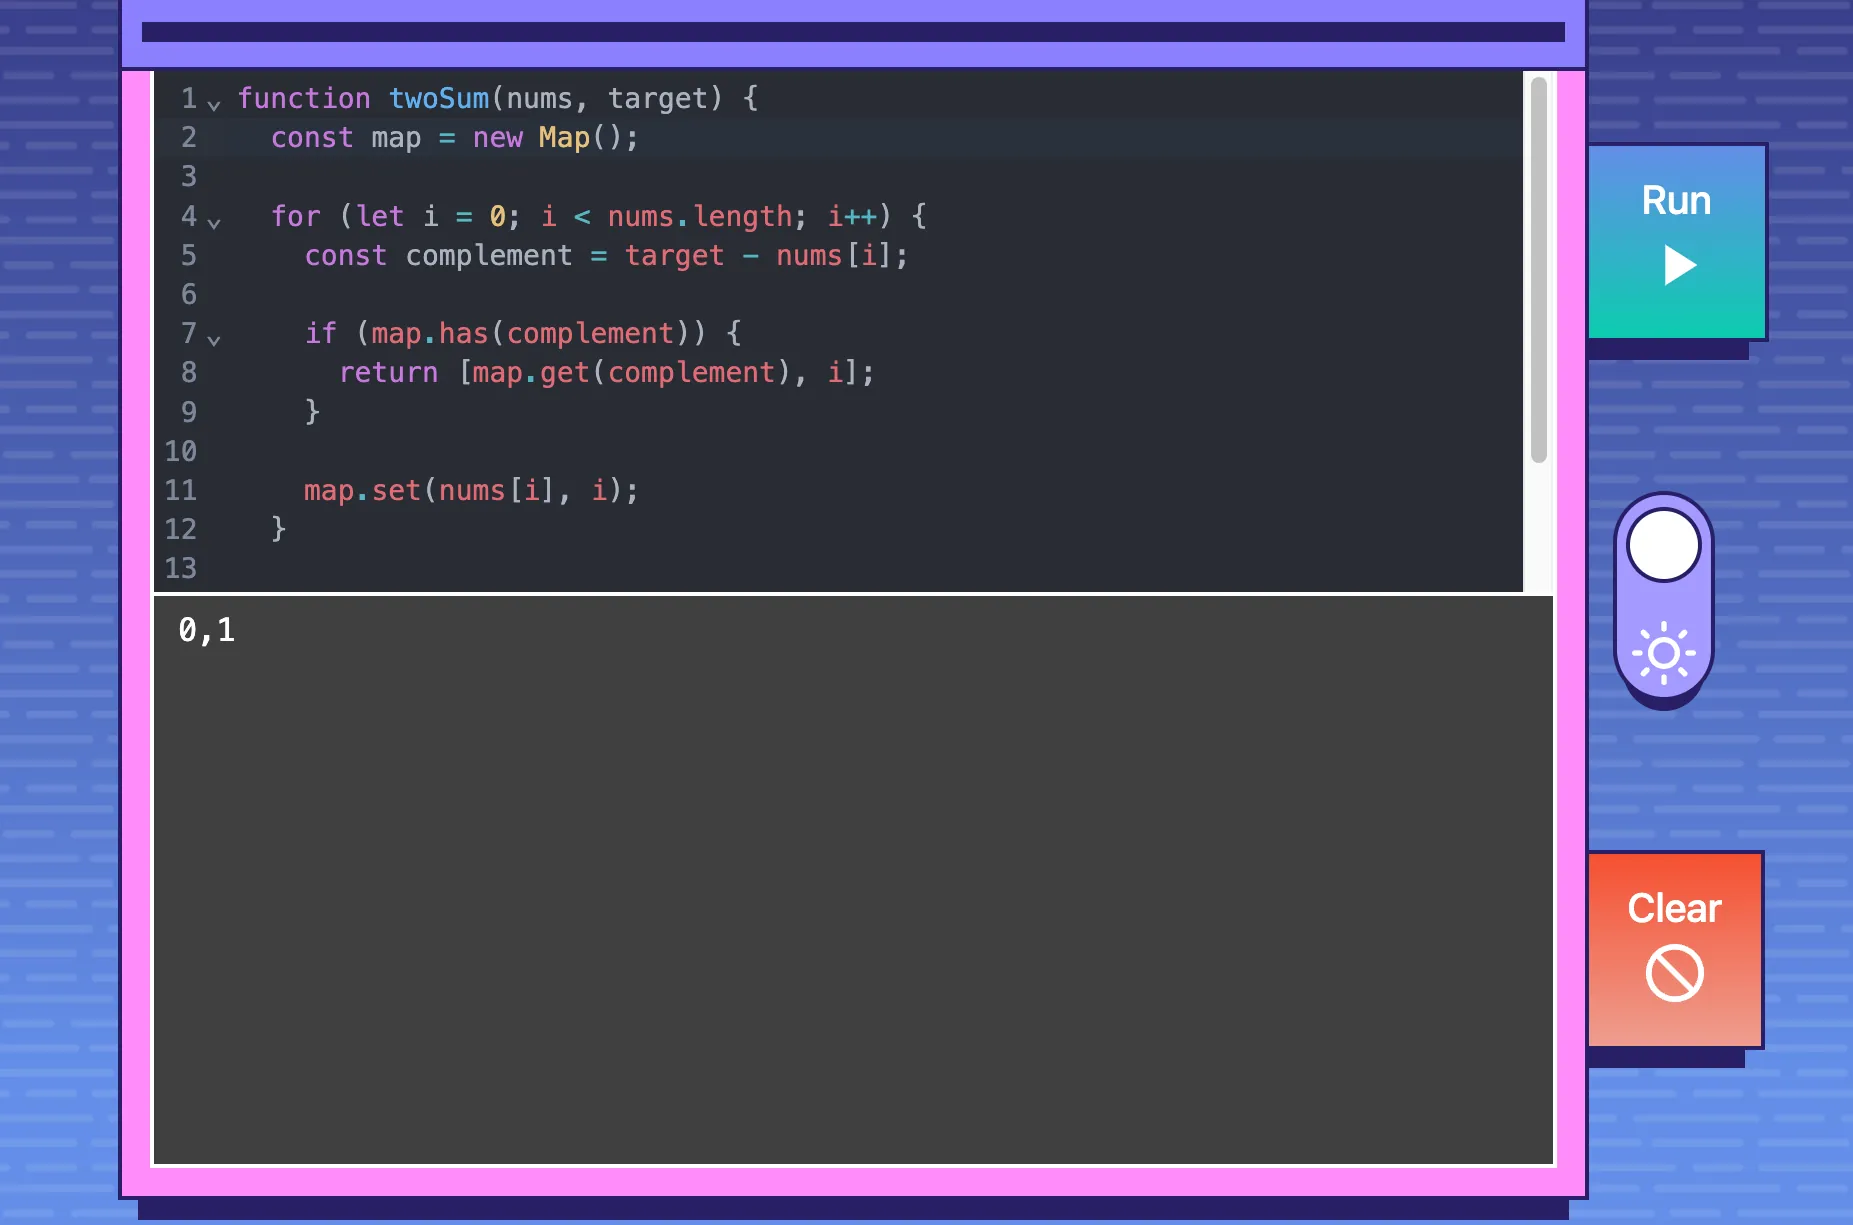 1 function twoSum(nums, target) {
2   const map = new Map();
3
4   for (let i = 0; i < nums.length; i++) {
5     const complement = target - nums[i];
6
7     if (map.has(complement)) {
8       return [map.get(complement), i];
9     }
10
11     map.set(nums[i], i);
12   }
13
0,1
Run
Clear